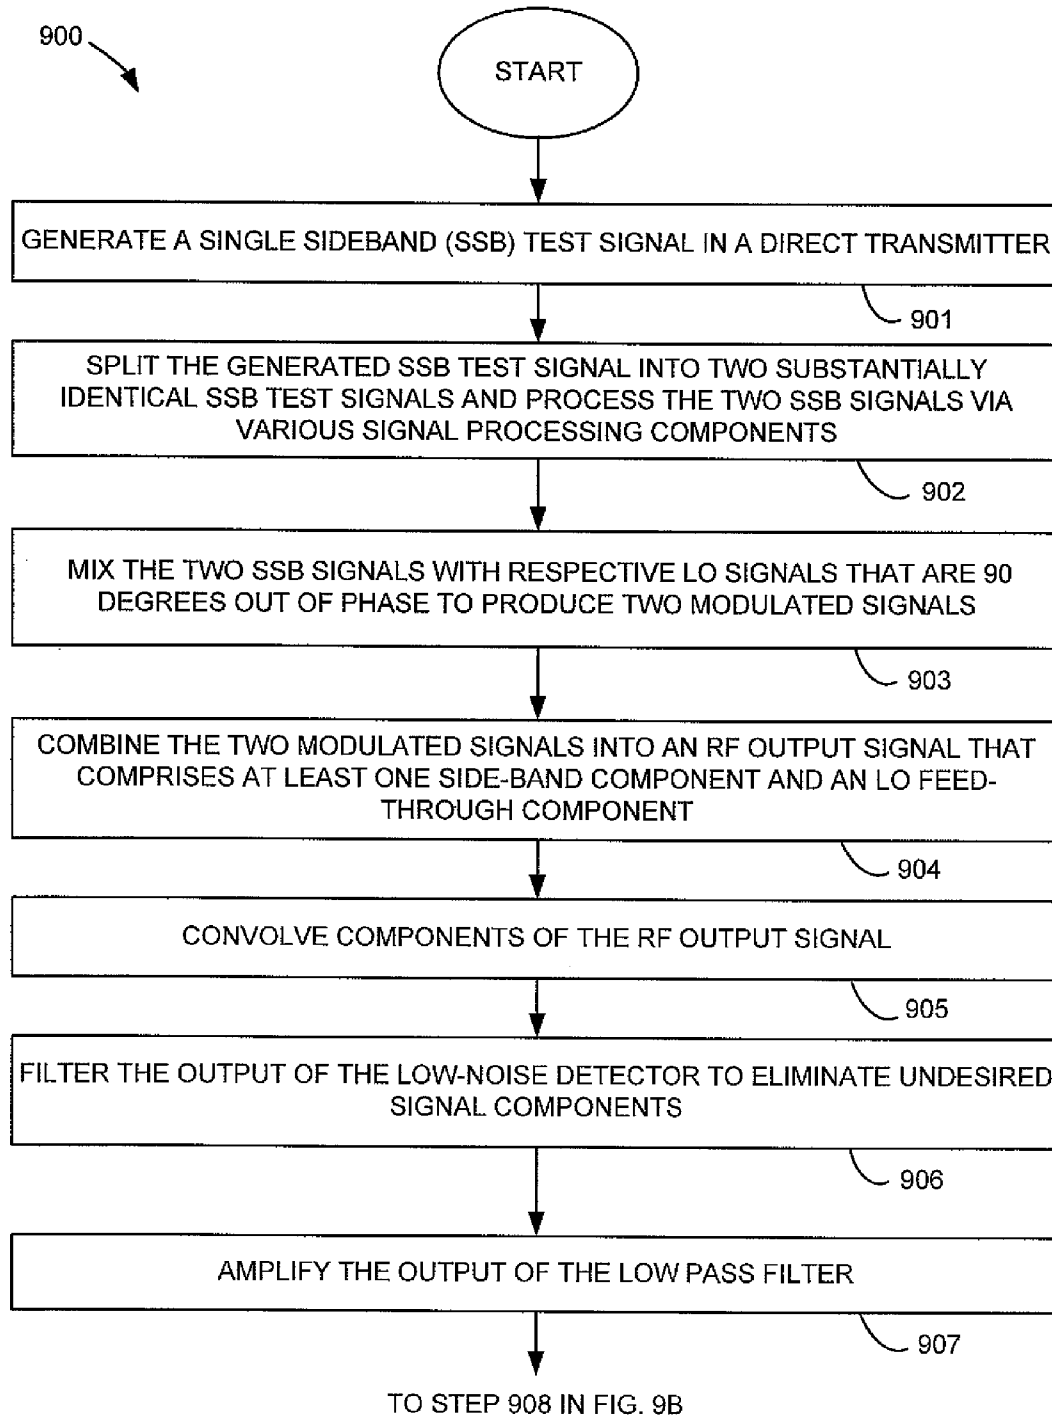 900
START
GENERATE A SINGLE SIDEBAND (SSB) TEST SIGNAL IN A DIRECT TRANSMITTER
901
SPLIT THE GENERATED SSB TEST SIGNAL INTO TWO SUBSTANTIALLY
IDENTICAL SSB TEST SIGNALS AND PROCESS THE TWO SSB SIGNALS VIA
VARIOUS SIGNAL PROCESSING COMPONENTS
902
MIX THE TWO SSB SIGNALS WITH RESPECTIVE LO SIGNALS THAT ARE 90
DEGREES OUT OF PHASE TO PRODUCE TWO MODULATED SIGNALS
903
COMBINE THE TWO MODULATED SIGNALS INTO AN RF OUTPUT SIGNAL THAT
COMPRISES AT LEAST ONE SIDE-BAND COMPONENT AND AN LO FEED-
THROUGH COMPONENT
904
CONVOLVE COMPONENTS OF THE RF OUTPUT SIGNAL
905
FILTER THE OUTPUT OF THE LOW-NOISE DETECTOR TO ELIMINATE UNDESIRED
SIGNAL COMPONENTS
906
AMPLIFY THE OUTPUT OF THE LOW PASS FILTER
907
TO STEP 908 IN FIG. 9B